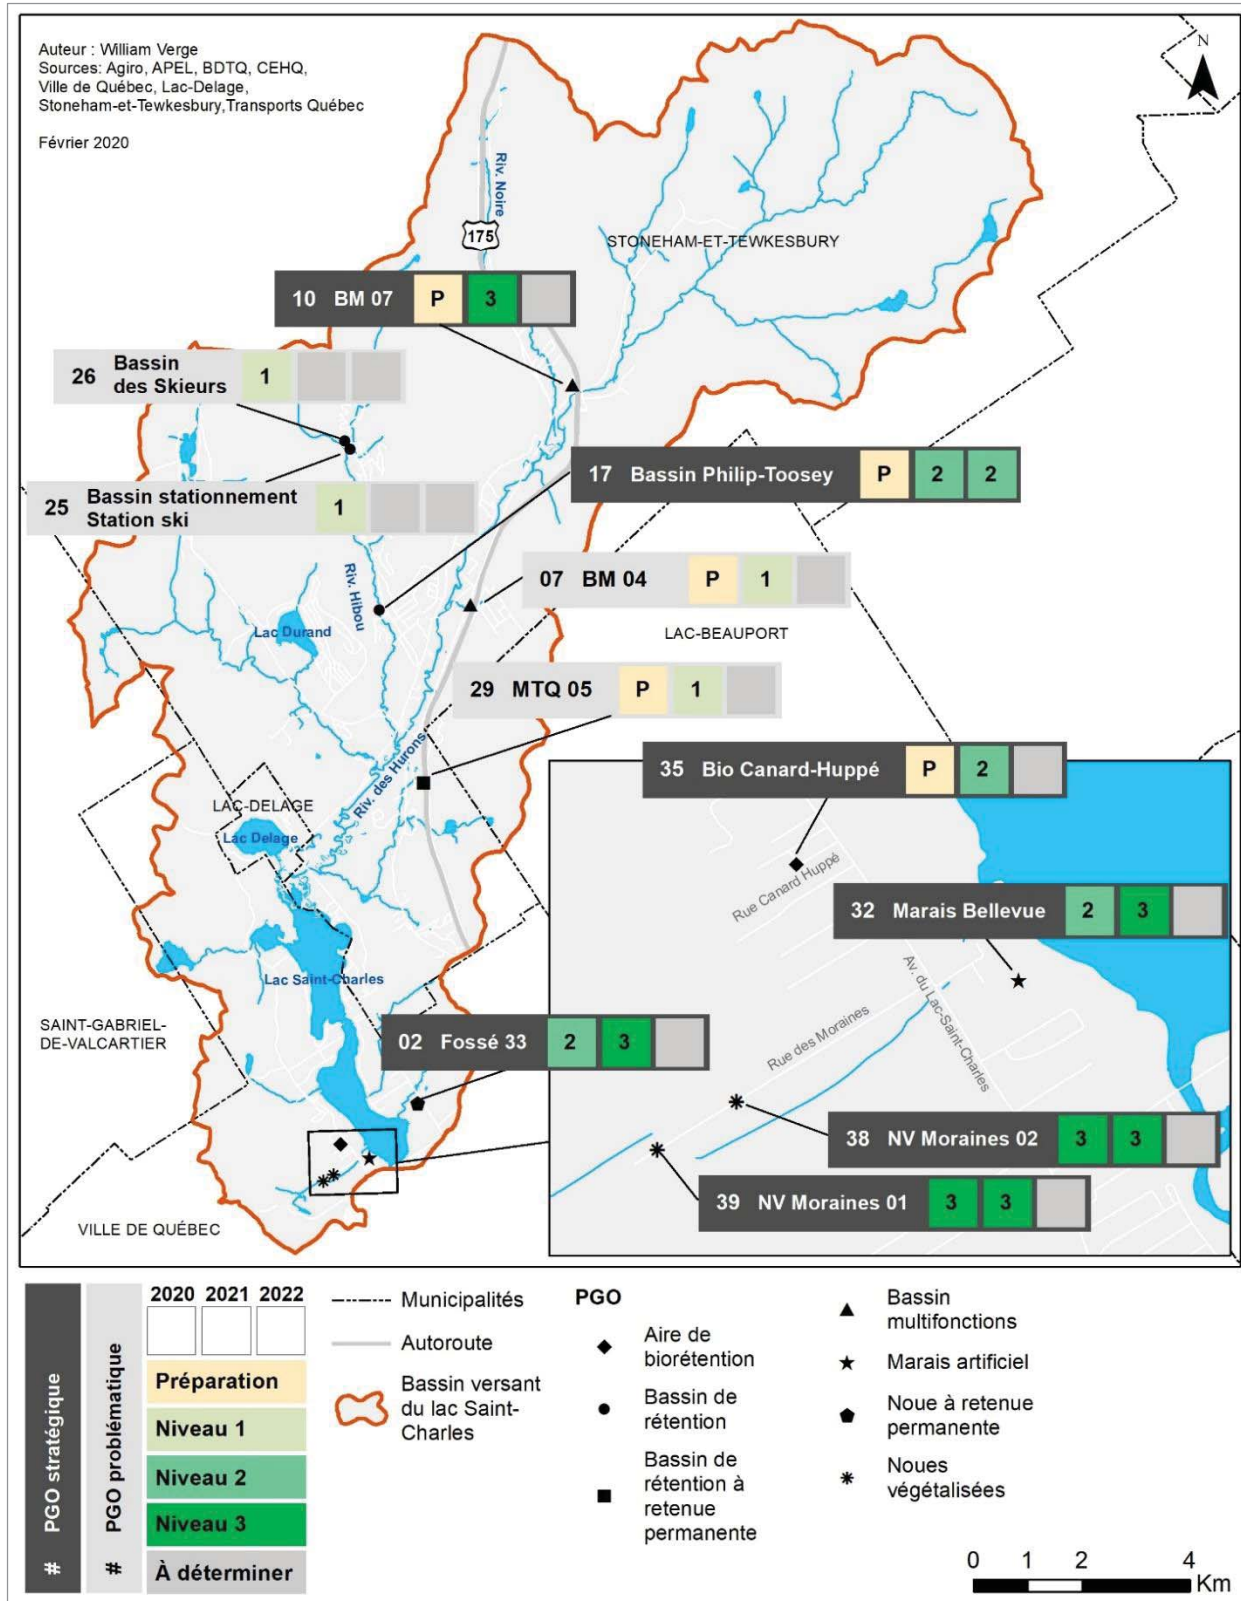 Auteur : William Verge
Sources: Agiro, APEL, BDTQ, CEHQ,
Ville de Québec, Lac-Delage,
Stoneham-et-Tewkesbury,Transports Québec
Février 2020
N
Riv. Noire
175
STONEHAM-ET-TEWKESBURY
10 BM 07 P 3
26 Bassin
des Skieurs 1
17 Bassin Philip-Toosey P 2 2
25 Bassin stationnement
Station ski 1
07 BM 04 P 1
Riv. Hibou
Lac Durand
LAC-BEAUPORT
29 MTQ 05 P 1
Riv. des Hurons
35 Bio Canard-Huppé P 2
LAC-DELAGE
Lac Delage
Rue Canard Huppé
32 Marais Bellevue 2 3
Lac Saint-Charles
Av. du Lac-Saint-Charles
SAINT-GABRIEL-
DE-VALCARTIER
Rue des Moraines
02 Fossé 33 2 3
38 NV Moraines 02 3 3
39 NV Moraines 01 3 3
VILLE DE QUÉBEC
# PGO stratégique
# PGO problématique
2020 2021 2022
Préparation
Niveau 1
Niveau 2
Niveau 3
À déterminer
Municipalités
Autoroute
Bassin versant
du lac Saint-
Charles
PGO
Aire de
biorétention
Bassin de
rétention
Bassin de
rétention à
retenue
permanente
Bassin
multifonctions
Marais artificiel
Noue à retenue
permanente
Noues
végétalisées
0 1 2 4
Km